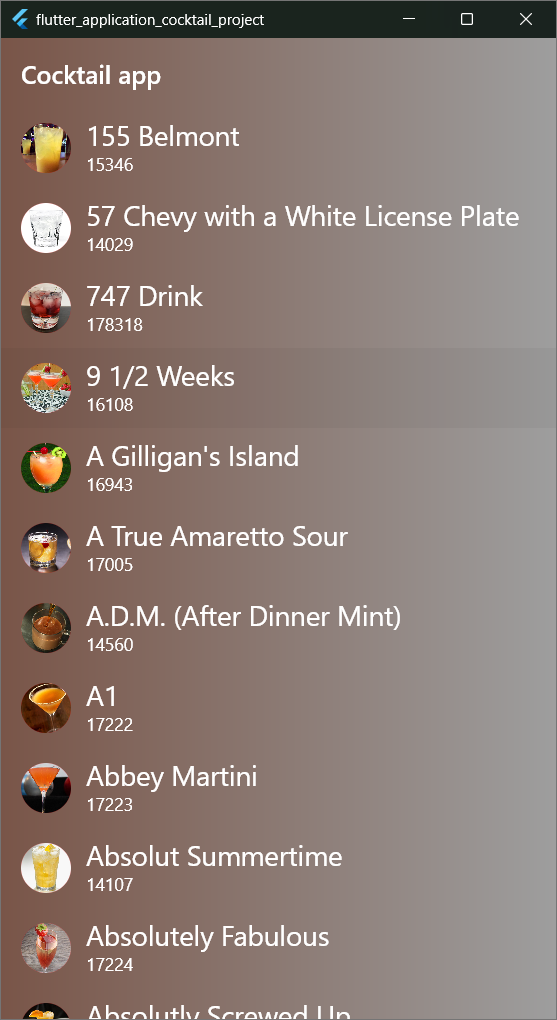 flutter_application_cocktail_project
Cocktail app
155 Belmont
15346
57 Chevy with a White License Plate
14029
747 Drink
178318
9 1/2 Weeks
16108
A Gilligan's Island
16943
A True Amaretto Sour
17005
A.D.M. (After Dinner Mint)
14560
A1
17222
Abbey Martini
17223
Absolut Summertime
14107
Absolutely Fabulous
17224
Absolutly Screwed Up